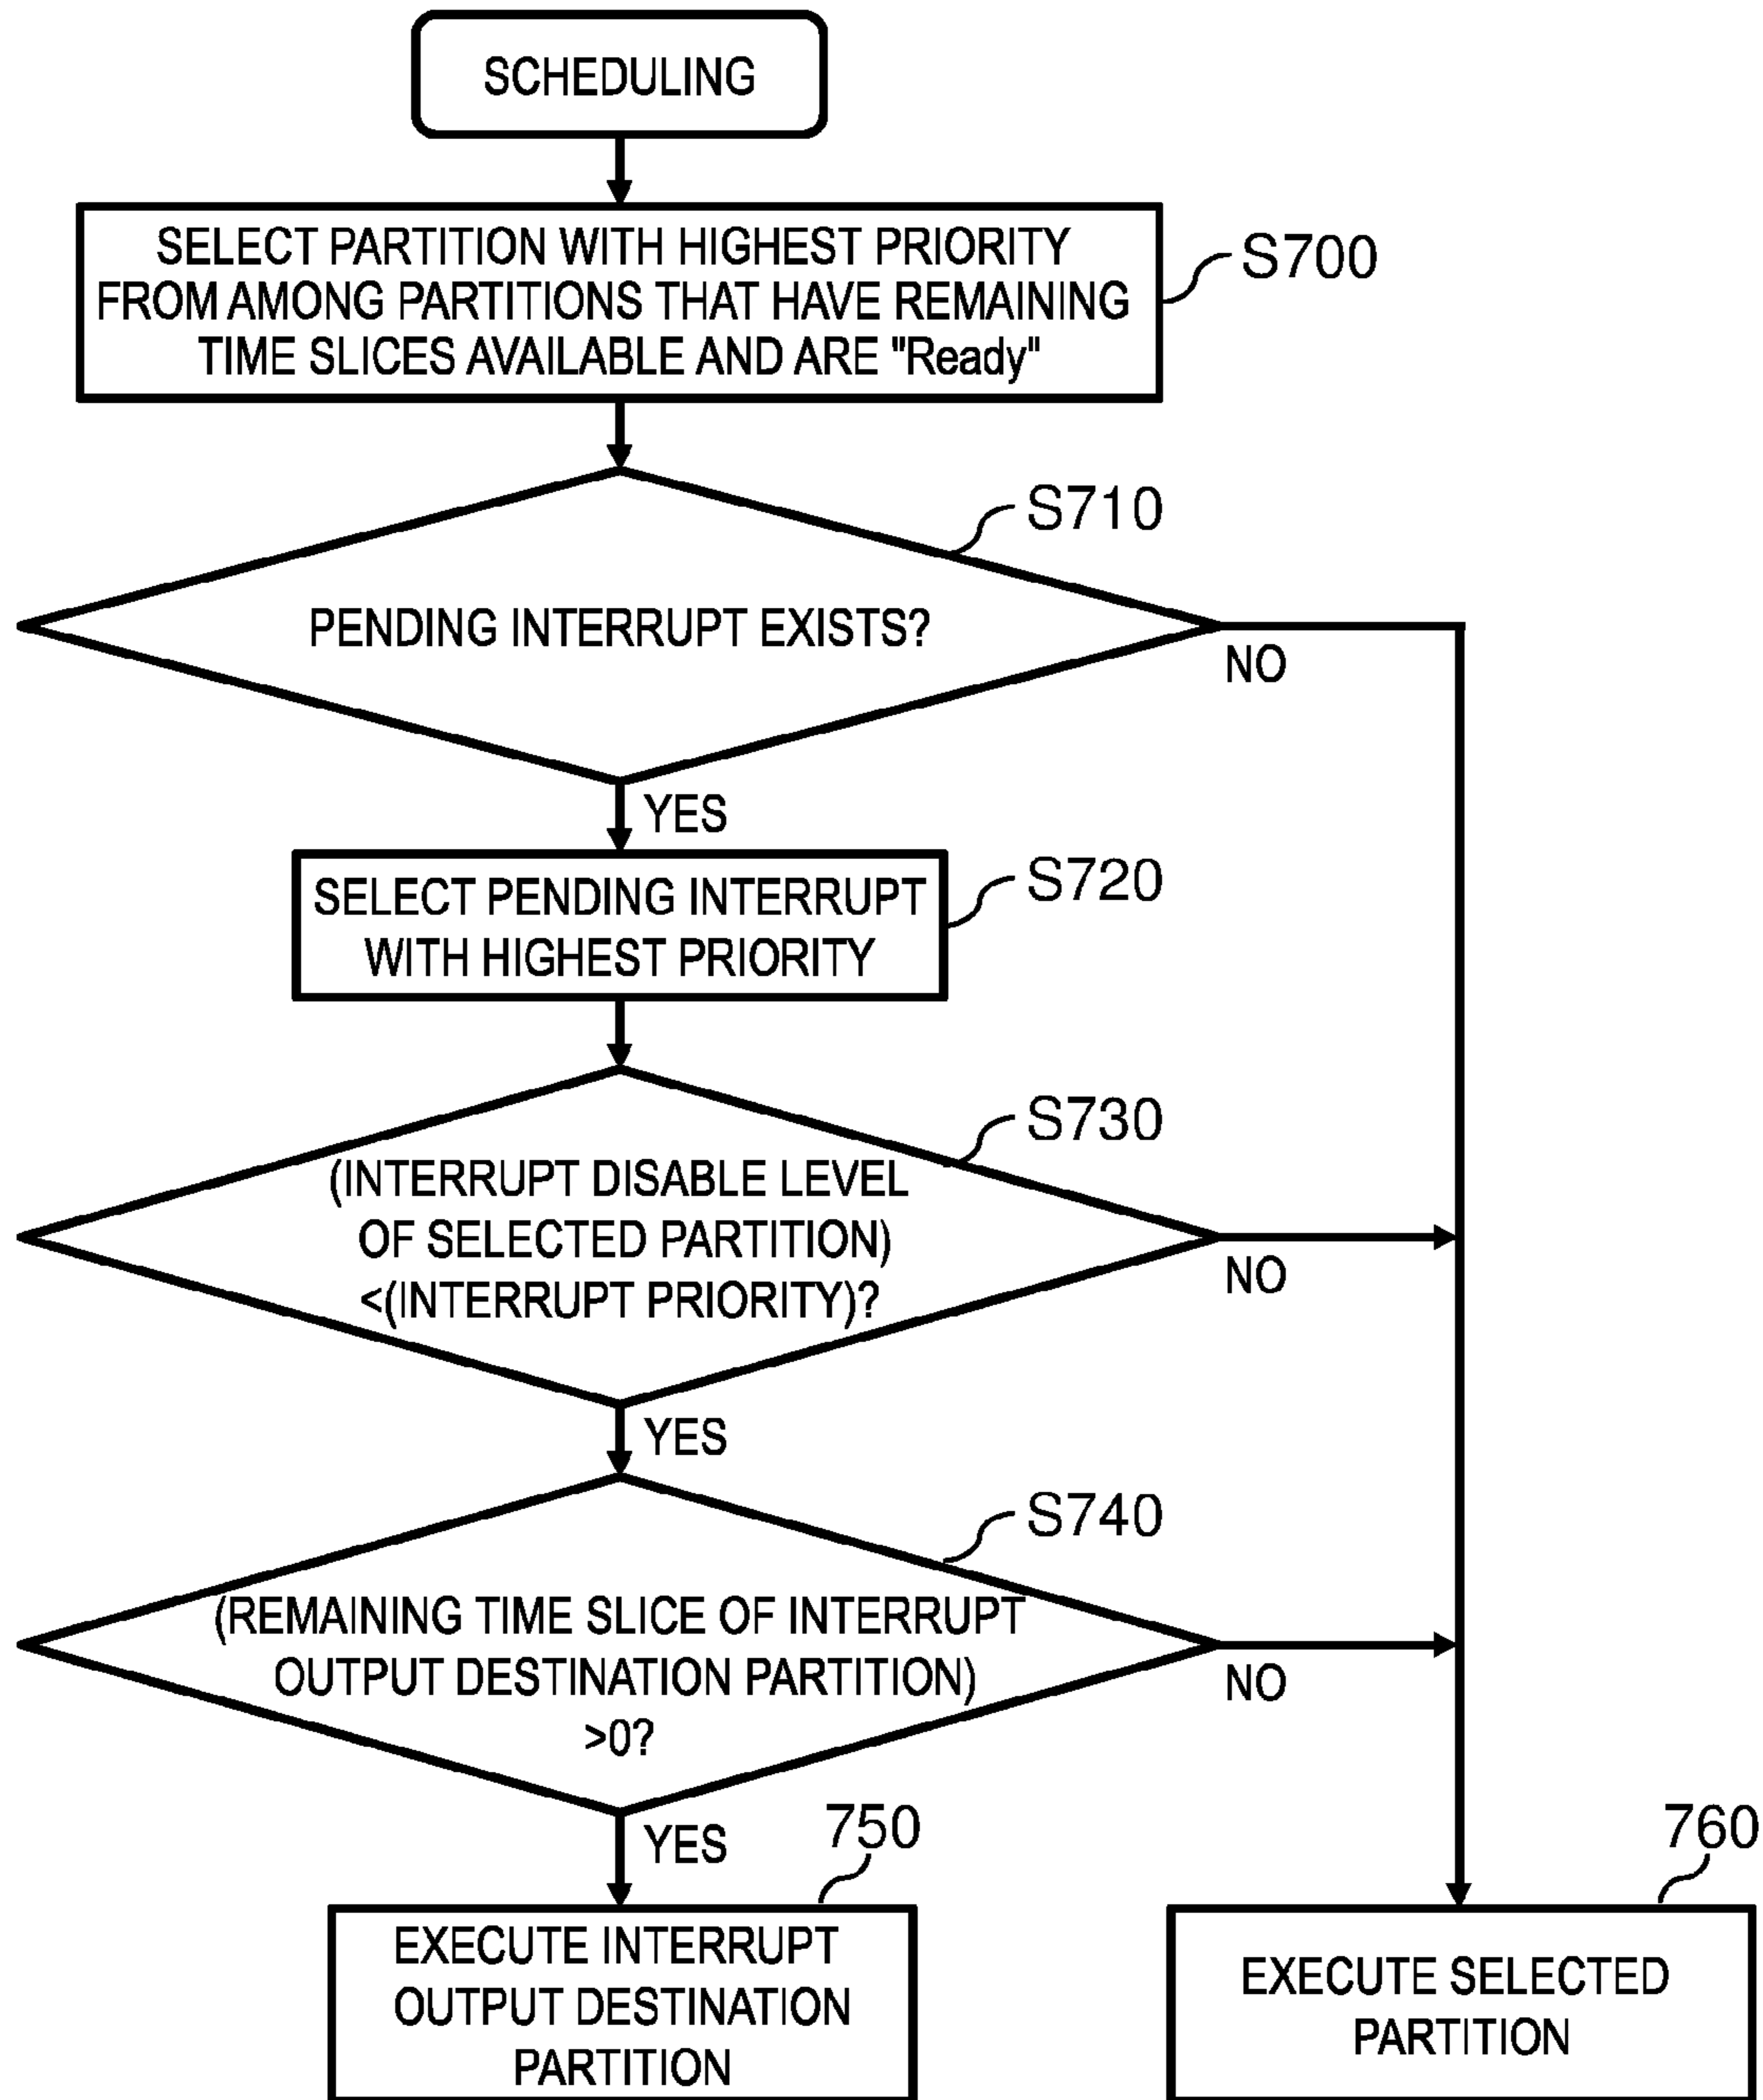 SCHEDULING
SELECT PARTITION WITH HIGHEST PRIORITY
FROM AMONG PARTITIONS THAT HAVE REMAINING
TIME SLICES AVAILABLE AND ARE "Ready"
S700
S710
PENDING INTERRUPT EXISTS?
NO
YES
SELECT PENDING INTERRUPT
WITH HIGHEST PRIORITY
S720
S730
(INTERRUPT DISABLE LEVEL
OF SELECTED PARTITION)
<(INTERRUPT PRIORITY)?
NO
YES
S740
(REMAINING TIME SLICE OF INTERRUPT
OUTPUT DESTINATION PARTITION)
>0?
NO
YES
750
760
EXECUTE INTERRUPT
OUTPUT DESTINATION
PARTITION
EXECUTE SELECTED
PARTITION